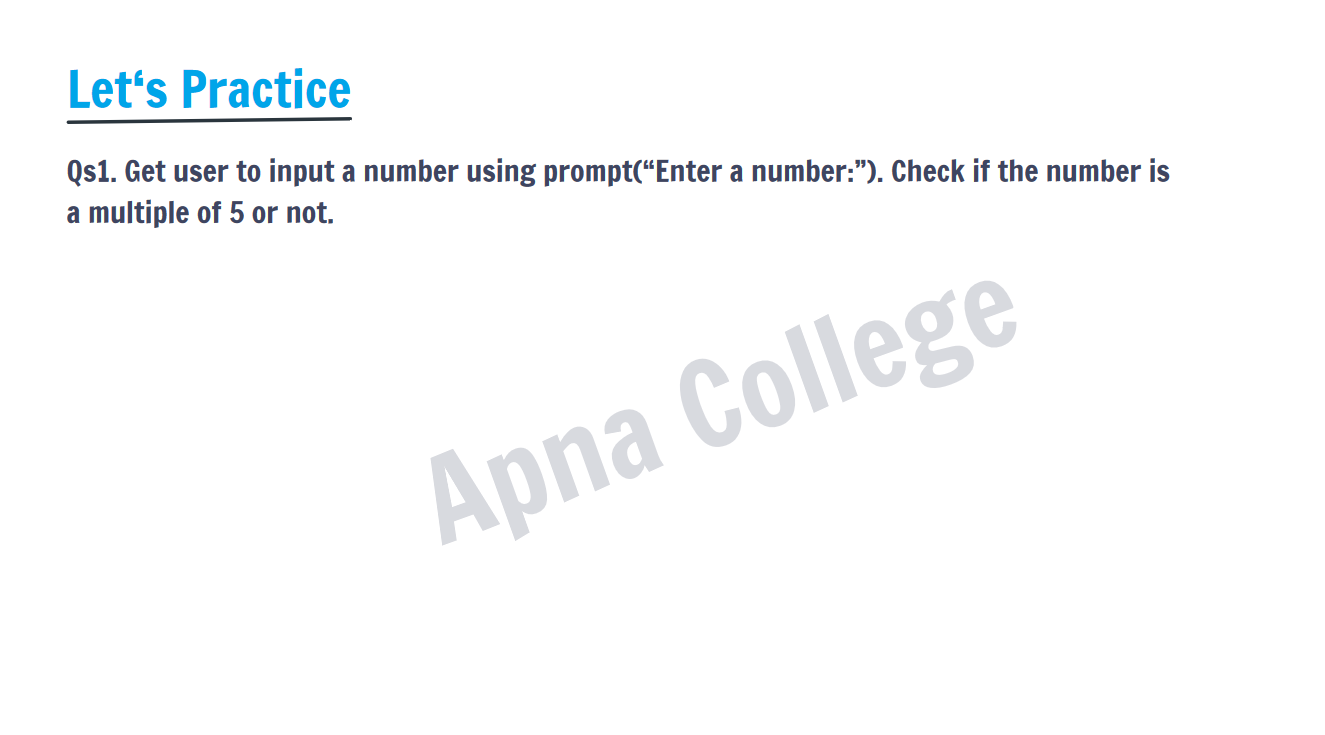 Let‘s Practice
Qs1. Get user to input a number using prompt(“Enter a number:”). Check if the number is
a multiple of 5 or not.
Apna College